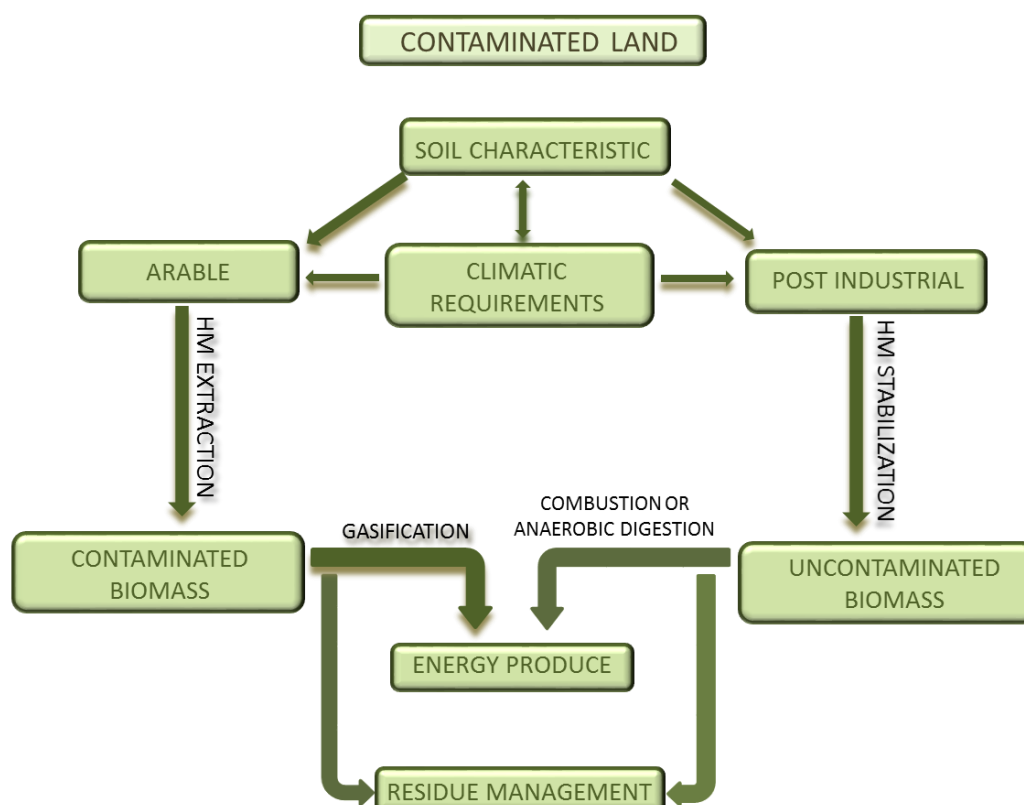 CONTAMINATED LAND
SOIL CHARACTERISTIC
ARABLE
CLIMATIC
REQUIREMENTS
POST INDUSTRIAL
HM EXTRACTION
HM STABILIZATION
GASIFICATION
COMBUSTION OR
ANAEROBIC DIGESTION
CONTAMINATED
BIOMASS
UNCONTAMINATED
BIOMASS
ENERGY PRODUCE
RESIDUE MANAGEMENT